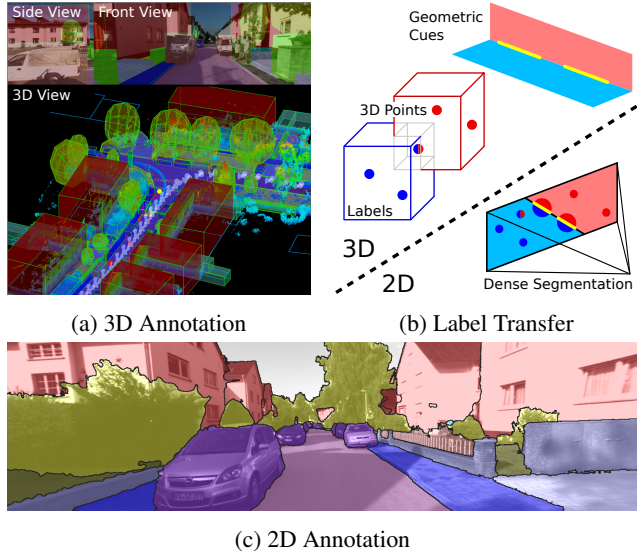 Side View Front View
3D View
(a) 3D Annotation
Geometric
Cues
3D Points
Labels
3D
2D
Dense Segmentation
(b) Label Transfer
(c) 2D Annotation